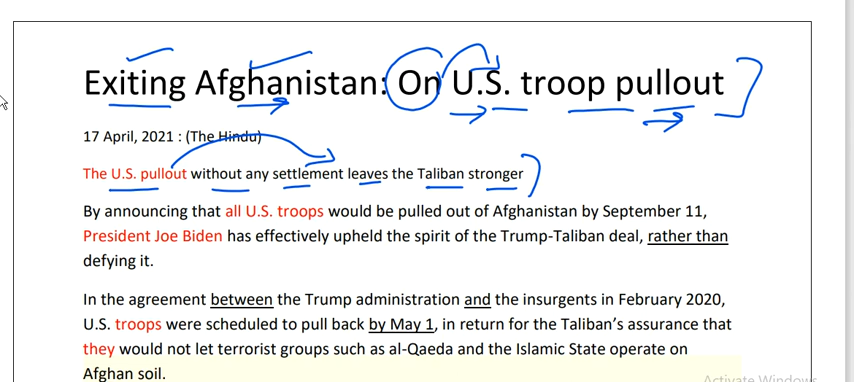 Exiting Afghanistan: On U.S. troop pullout
17 April, 2021 : (The Hindu)
The U.S. pullout without any settlement leaves the Taliban stronger
By announcing that all U.S. troops would be pulled out of Afghanistan by September 11,
President Joe Biden has effectively upheld the spirit of the Trump-Taliban deal, rather than
defying it.
In the agreement between the Trump administration and the insurgents in February 2020,
U.S. troops were scheduled to pull back by May 1, in return for the Taliban’s assurance that
they would not let terrorist groups such as al-Qaeda and the Islamic State operate on
Afghan soil.
Activate Windows